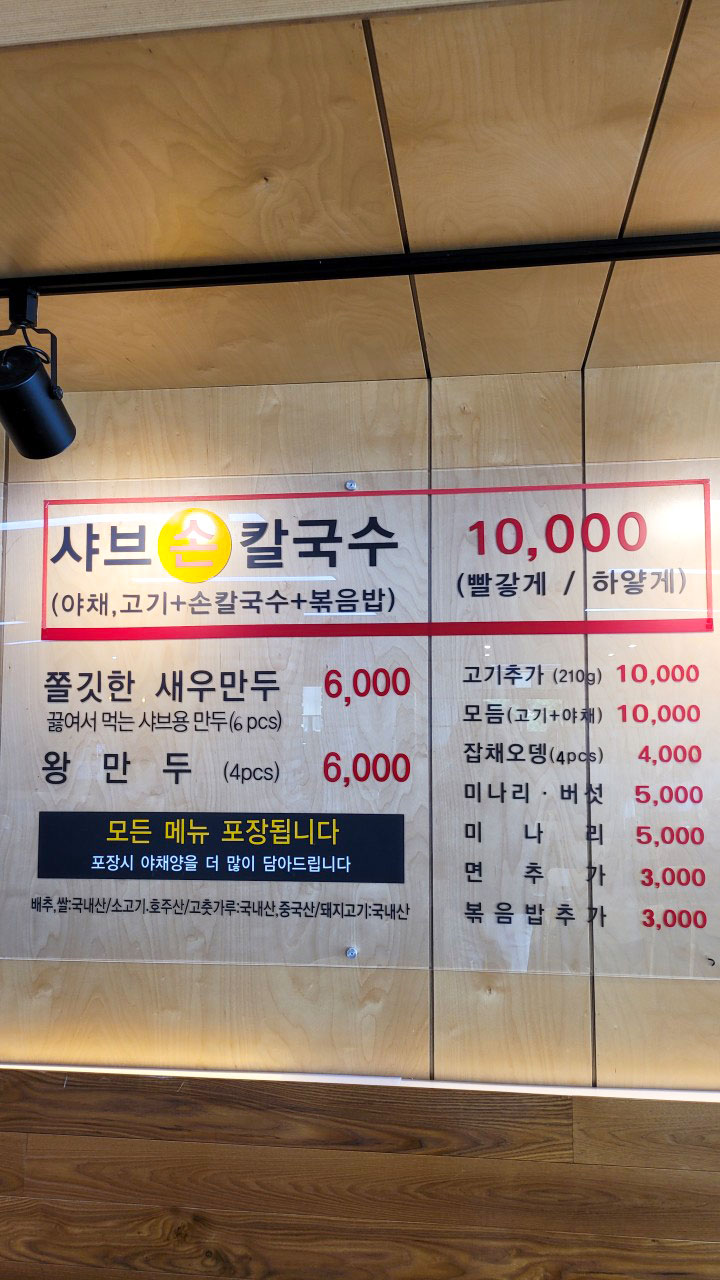 샤브손칼국수 10,000
(야채,고기+손칼국수+볶음밥) (빨갛게 / 하얗게)
쫄깃한 새우만두 6,000
끓여서 먹는 샤브용 만두(6 pcs)
왕만두 (4pcs) 6,000
모든 메뉴 포장됩니다
포장시 야채양을 더 많이 담아드립니다
배추,쌀:국내산/소고기.호주산/고춧가루:국내산,중국산/돼지고기:국내산
고기추가 (210g) 10,000
모듬(고기+야채) 10,000
잡채오뎅(4pcs) 4,000
미나리·버섯 5,000
미나리 5,000
면추가 3,000
볶음밥추가 3,000